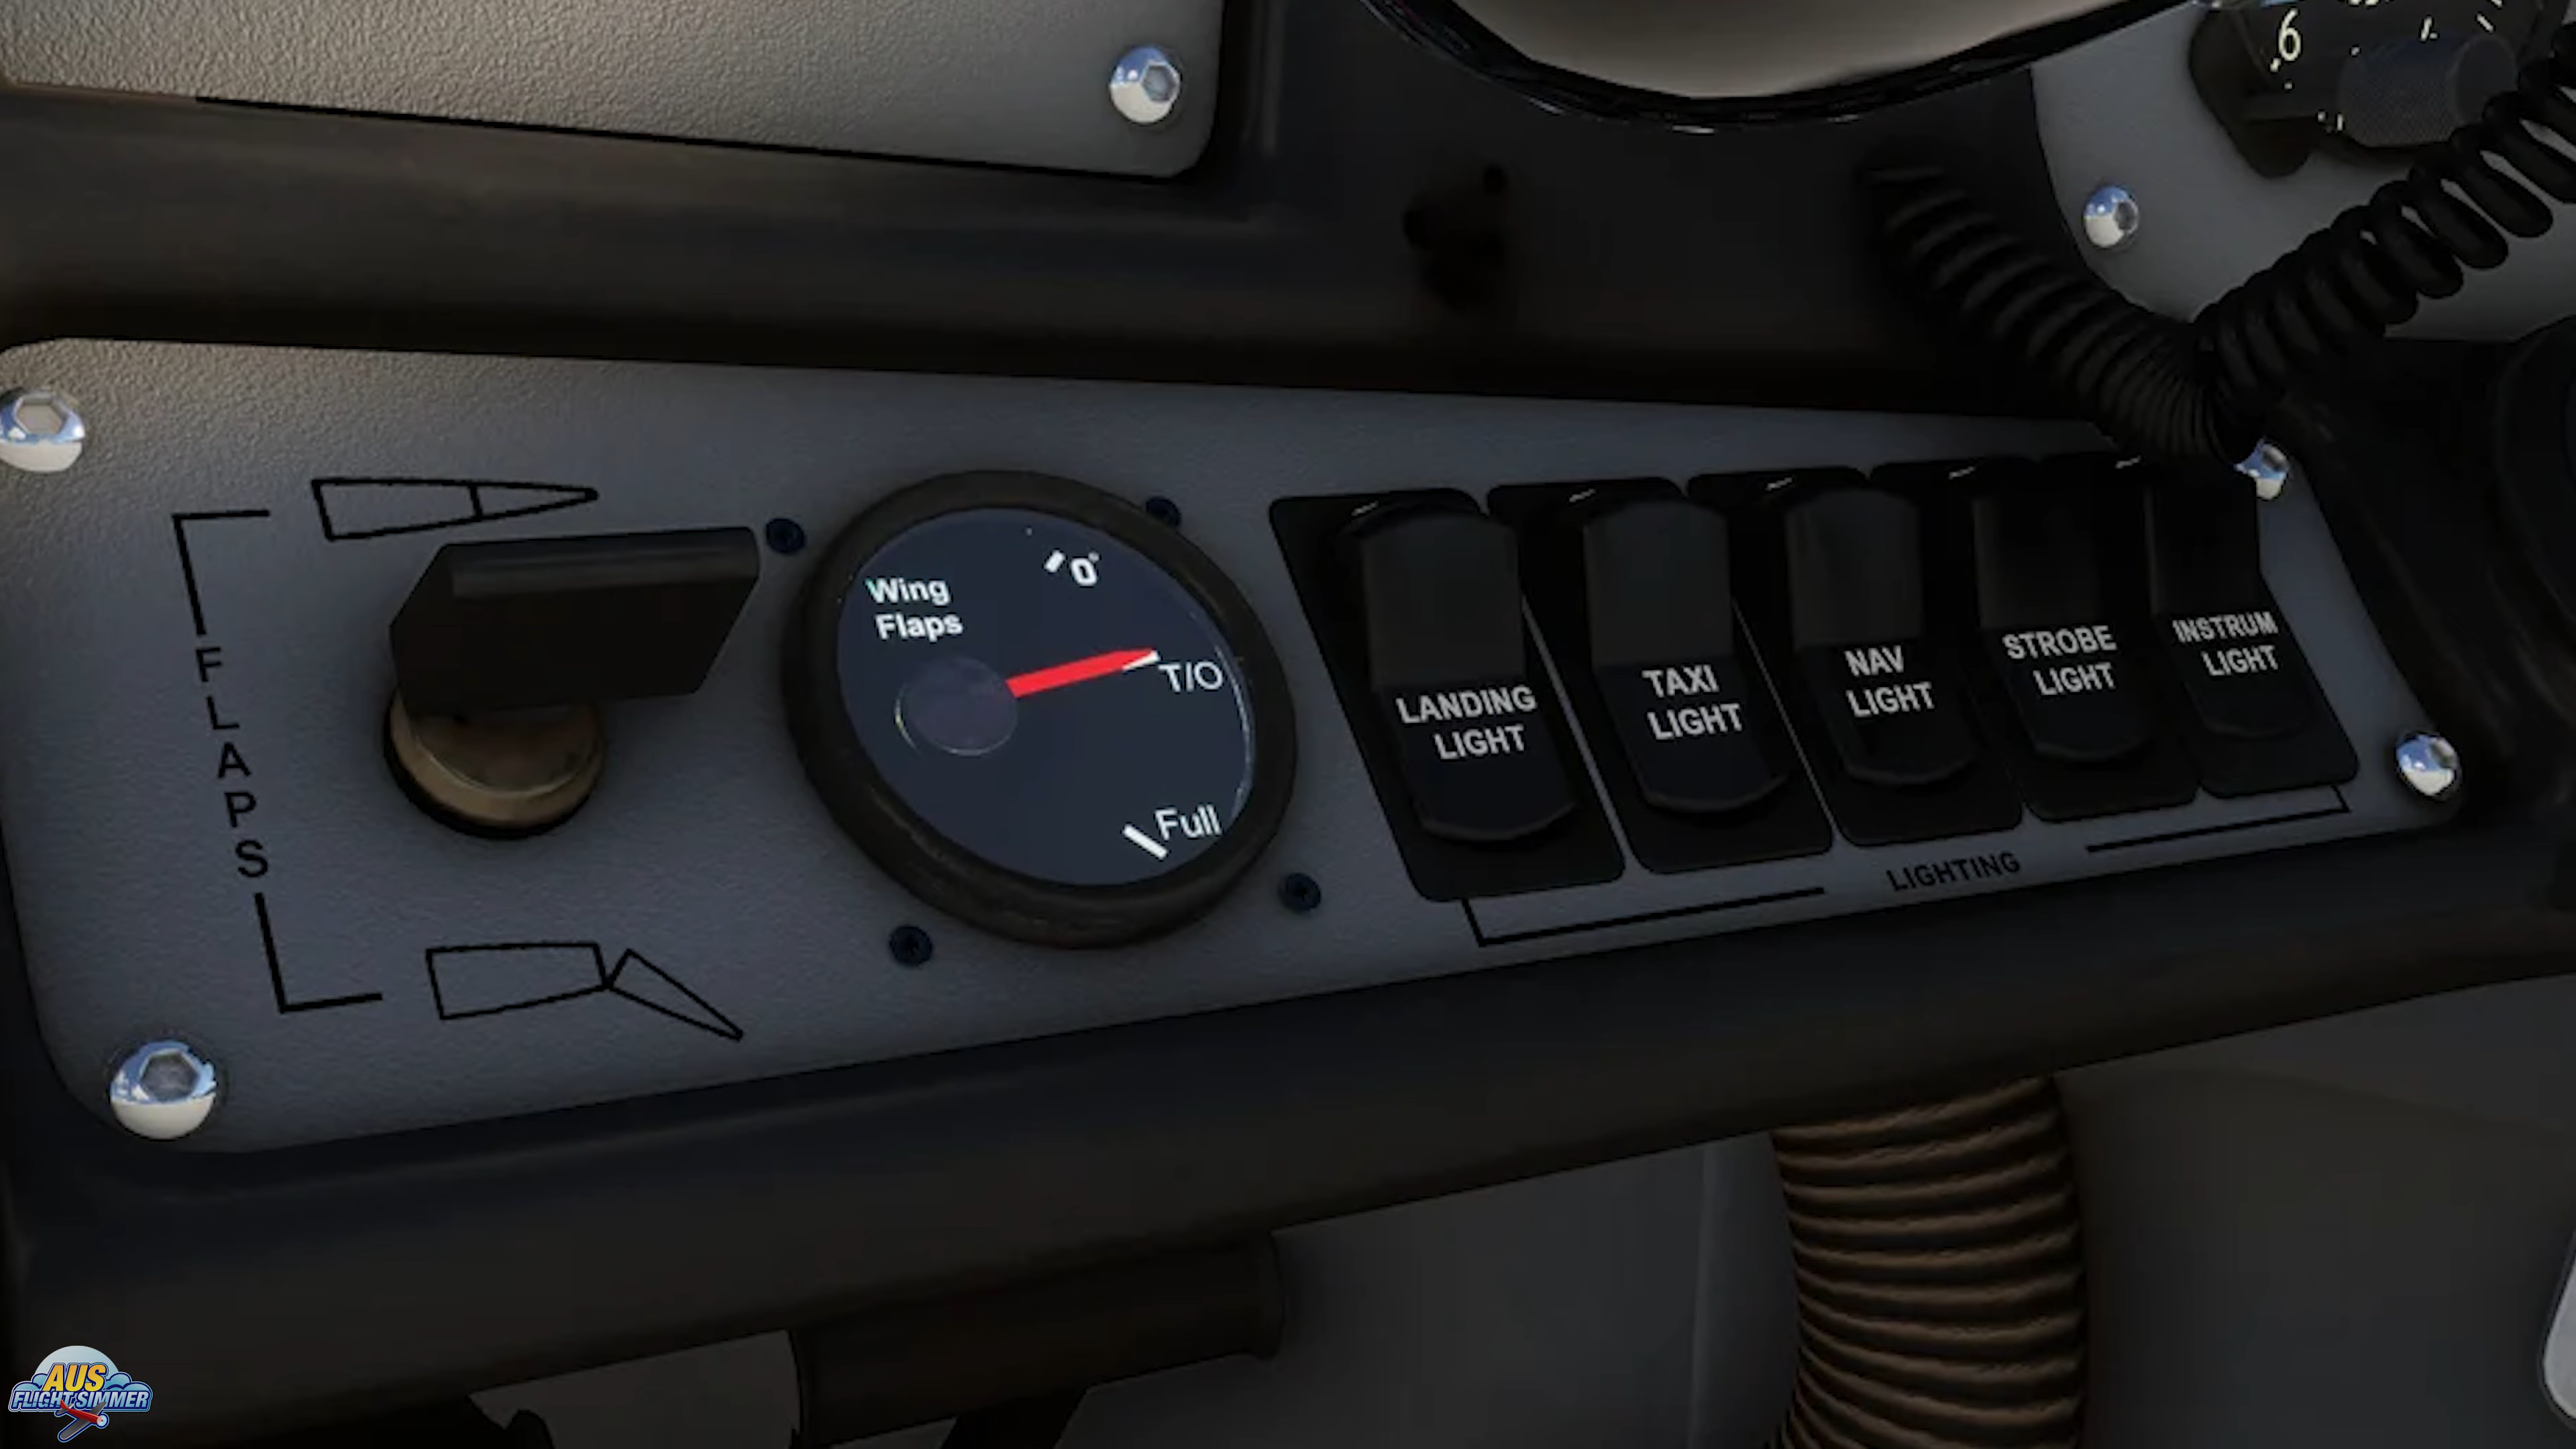 6
Wing
Flaps
0°
T/O
Full
FLAPS
LANDING
LIGHT
TAXI
LIGHT
NAV
LIGHT
STROBE
LIGHT
INSTRUM
LIGHT
LIGHTING
AUS
FLIGHT SIMMER